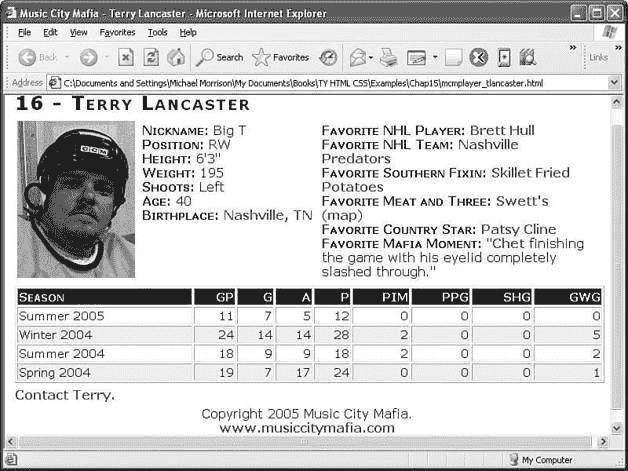 Music City Mafia - Terry Lancaster - Microsoft Internet Explorer
File Edit View Favorites Tools Help
Back Search Favorites Links
Address C:\Documents and Settings\Michael Morrison\My Documents\Books\TY HTML CSS\Examples\Chap15\mcmplayer_tlancaster.html
16 - Terry Lancaster
CCM
Nickname: Big T
Position: RW
Height: 6'3"
Weight: 195
Shoots: Left
Age: 40
Birthplace: Nashville, TN
Favorite NHL Player: Brett Hull
Favorite NHL Team: Nashville
Predators
Favorite Southern Fixin: Skillet Fried
Potatoes
Favorite Meat and Three: Swett's
(map)
Favorite Country Star: Patsy Cline
Favorite Mafia Moment: "Chet finishing
the game with his eyelid completely
slashed through."
Season GP G A P PIM PPG SHG GWG
Summer 2005 11 7 5 12 0 0 0 0
Winter 2004 24 14 14 28 2 0 0 5
Summer 2004 18 9 9 18 2 0 0 2
Spring 2004 19 7 17 24 0 0 0 1
Contact Terry.
Copyright 2005 Music City Mafia.
www.musiccitymafia.com
My Computer